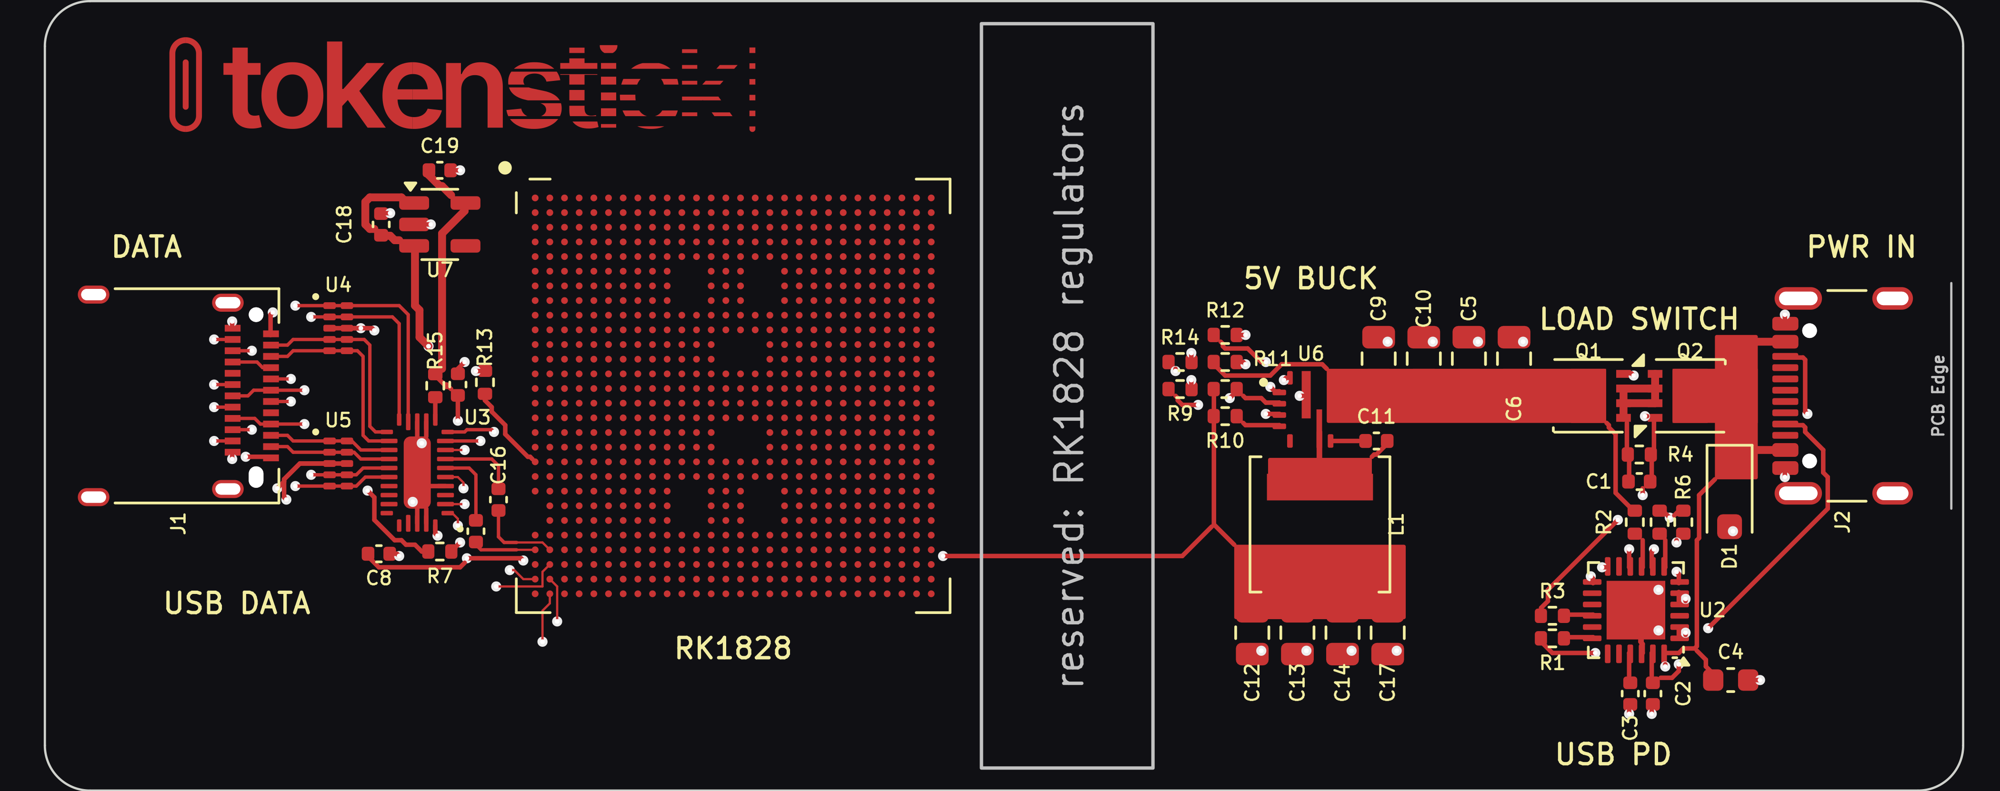 tokenstick
C19
C18
U7
DATA
U4
U5
J1
R15
R13
U3
C16
C8
R7
USB DATA
RK1828
reserved: RK1828 regulators
5V BUCK
R12
R14
R11
U6
R9
R10
C9
C10
C5
C6
C11
L1
C12
C13
C14
C17
LOAD SWITCH
Q1
Q2
PWR IN
J2
PCB Edge
R4
C1
R6
R2
D1
R3
R1
U2
C4
C2
C3
USB PD